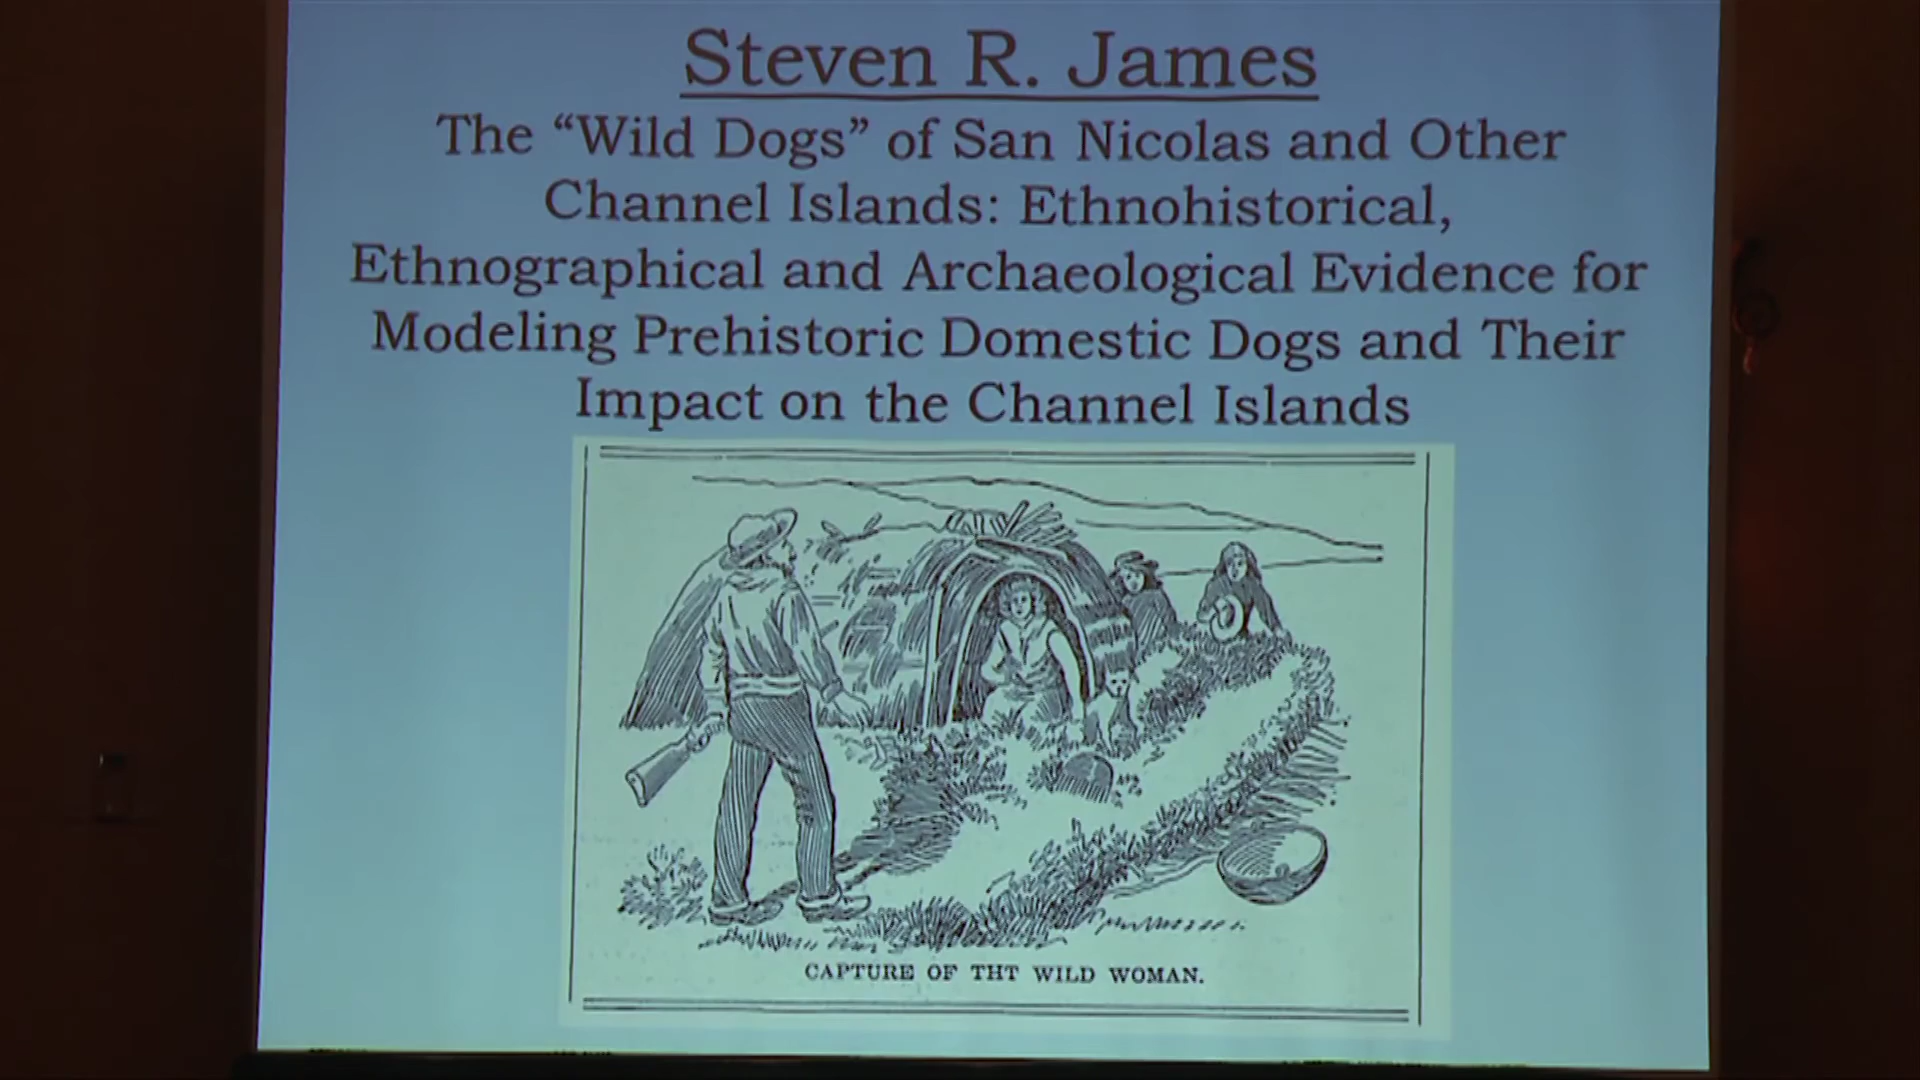 Steven R. James
The “Wild Dogs” of San Nicolas and Other
Channel Islands: Ethnohistorical,
Ethnographical and Archaeological Evidence for
Modeling Prehistoric Domestic Dogs and Their
Impact on the Channel Islands
CAPTURE OF THT WILD WOMAN.